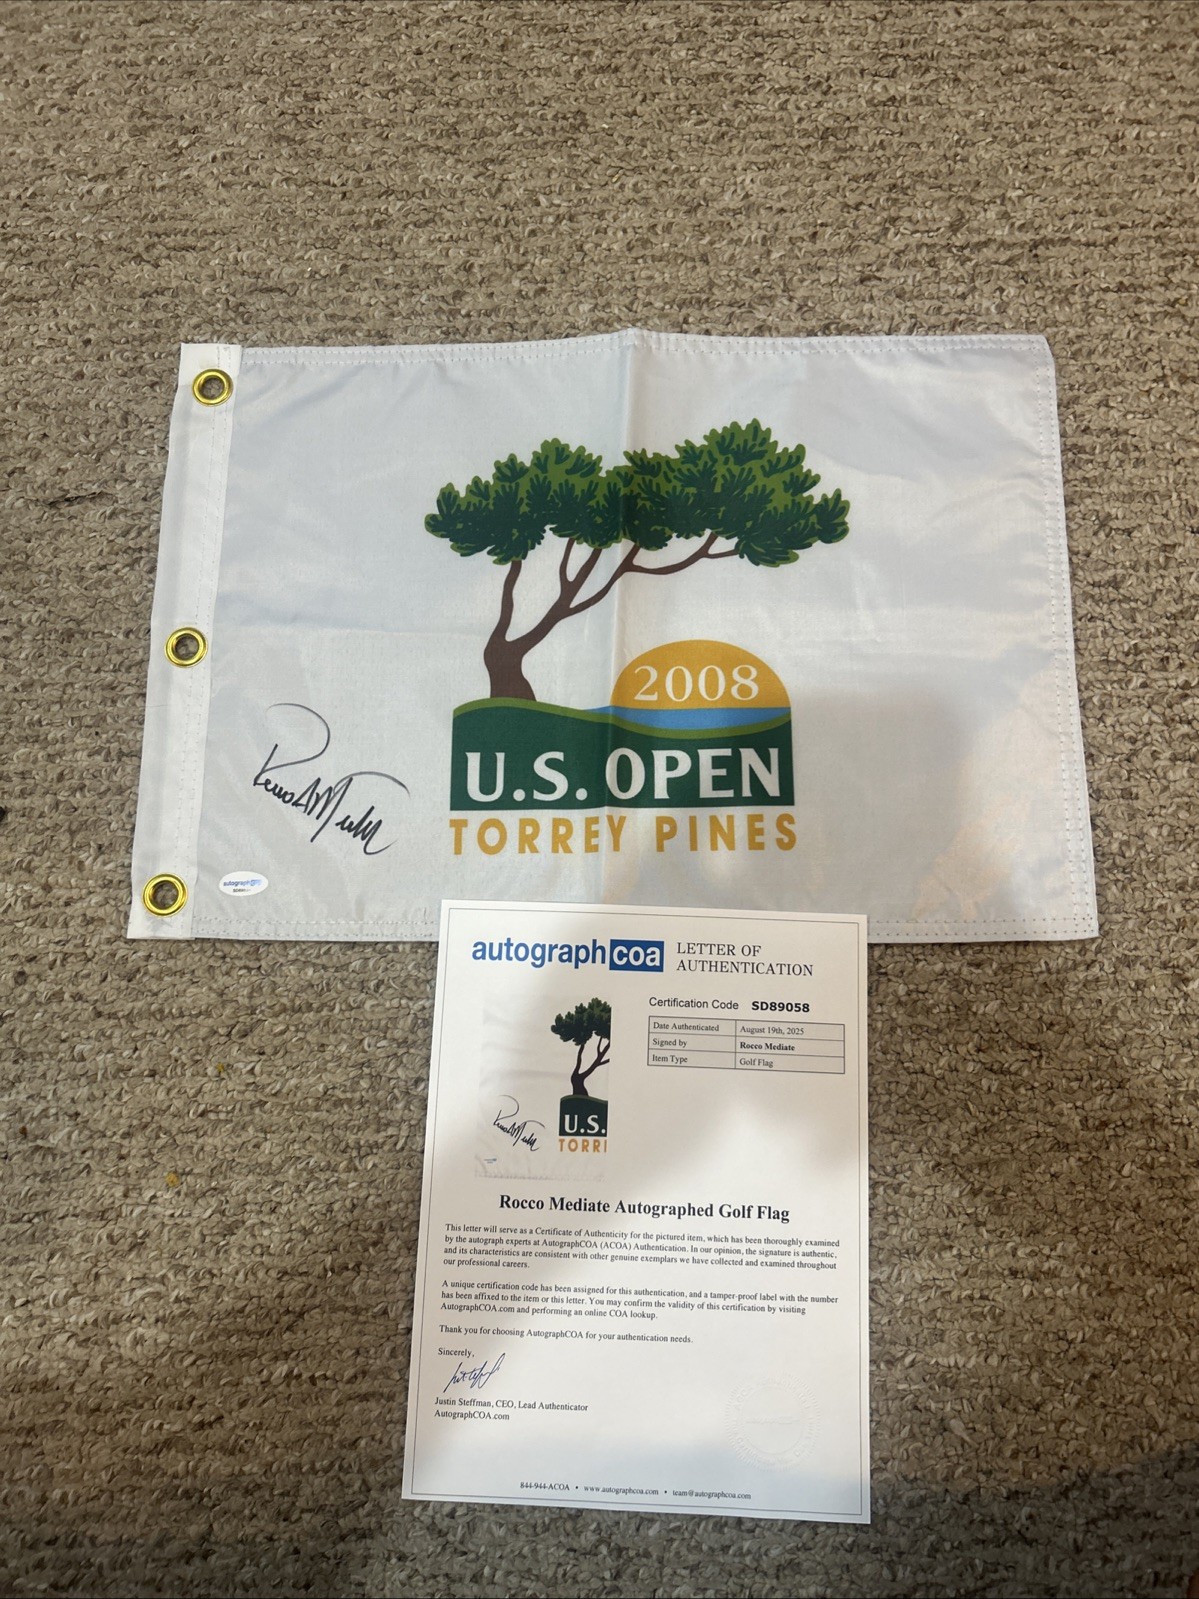 2008
U.S. OPEN
TORREY PINES
Rocco A Mediate
autographcoa
autographcoa LETTER OF
AUTHENTICATION
Certification Code SD89058
Date Authenticated August 19th, 2025
Signed by Rocco Mediate
Item Type Golf Flag
U.S.
TORRI
Rocco Mediate Autographed Golf Flag
This letter will serve as a Certificate of Authenticity for the pictured item, which has been thoroughly examined
by the autograph experts at AutographCOA (ACOA) Authentication. In our opinion, the signature is authentic,
and its characteristics are consistent with other genuine exemplars we have collected and examined throughout
our professional careers.
A unique certification code has been assigned for this authentication, and a tamper-proof label with the number
has been affixed to the item or this letter. You may confirm the validity of this certification by visiting
AutographCOA.com and performing an online COA lookup.
Thank you for choosing AutographCOA for your authentication needs.
Sincerely,
Justin Steffman, CEO, Lead Authenticator
AutographCOA.com
844-944-ACOA • www.autographcoa.com • team@autographcoa.com